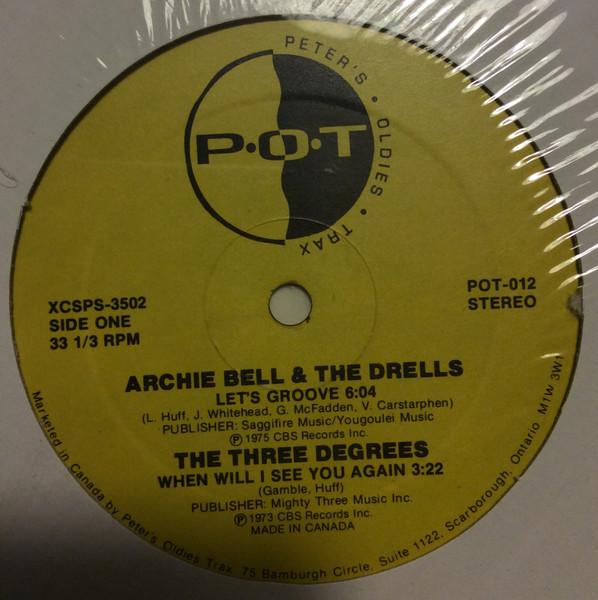 PETER'S • OLDIES • TRAX
P•O•T
XCSPS-3502
SIDE ONE
33 1/3 RPM
POT-012
STEREO
ARCHIE BELL & THE DRELLS
LET'S GROOVE 6:04
(L. Huff, J. Whitehead, G. McFadden, V. Carstarphen)
PUBLISHER: Saggifire Music/Yougoulei Music
Ⓟ 1975 CBS Records Inc.
THE THREE DEGREES
WHEN WILL I SEE YOU AGAIN 3:22
(Gamble, Huff)
PUBLISHER: Mighty Three Music Inc.
Ⓟ 1973 CBS Records Inc.
MADE IN CANADA
Marketed in Canada by Peter's Oldies Trax 75 Bamburgh Circle, Suite 1122, Scarborough, Ontario M1W 3W1